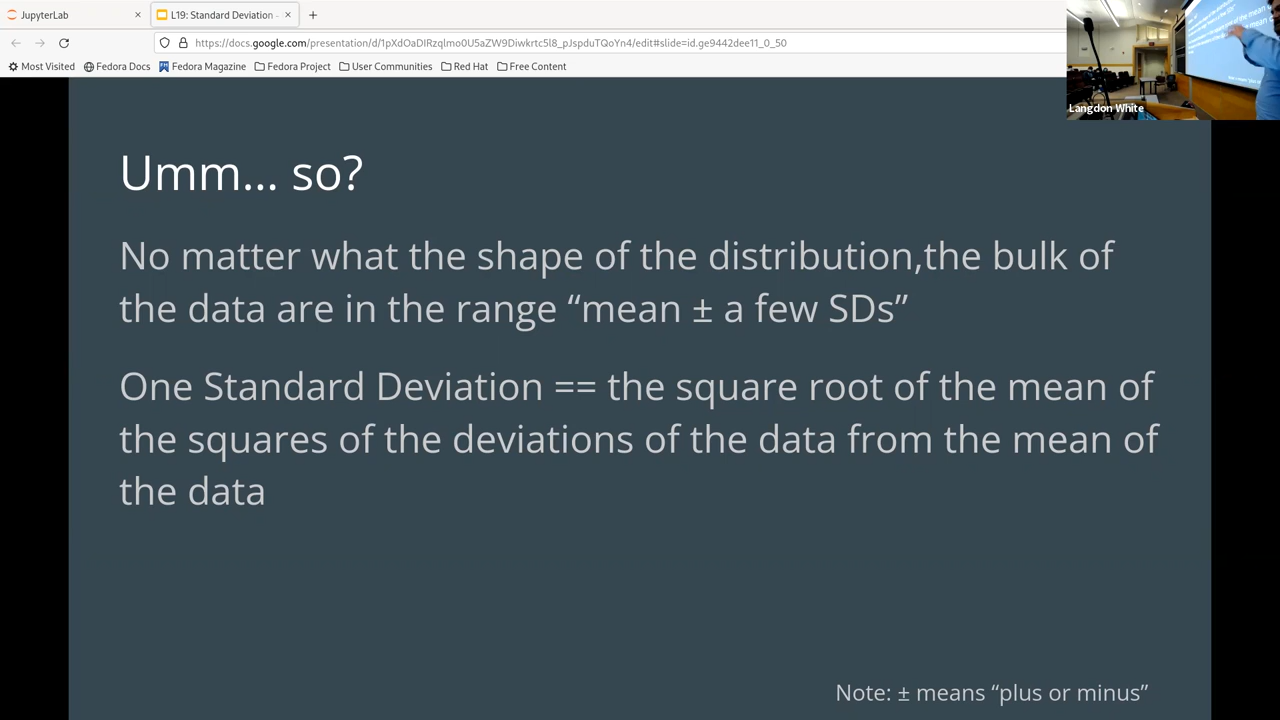 JupyterLab
L19: Standard Deviation -
https://docs.google.com/presentation/d/1pXdOaDIRzqlmo0U5aZW9Diwkrtc5l8_pJspduTQoYn4/edit#slide=id.ge9442dee11_0_50
Most Visited Fedora Docs Fedora Magazine Fedora Project User Communities Red Hat Free Content
Langdon White
Umm... so?
No matter what the shape of the distribution,the bulk of
the data are in the range “mean ± a few SDs”
One Standard Deviation == the square root of the mean of
the squares of the deviations of the data from the mean of
the data
Note: ± means “plus or minus”